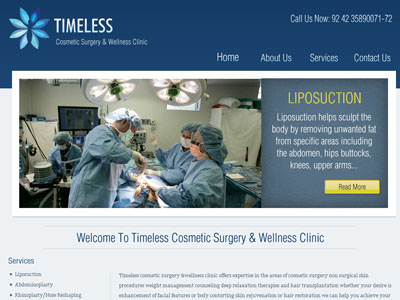 TIMELESS
Cosmetic Surgery & Wellness Clinic
Call Us Now: 92 42 35890071-72
Home About Us Services Contact Us
LIPOSUCTION
Liposuction helps sculpt the
body by removing unwanted fat
from specific areas including
the abdomen, hips buttocks,
knees, upper arms...
Read More
Welcome To Timeless Cosmetic Surgery & Wellness Clinic
Services
Liposuction
Abdominoplasty
Rhinoplasty/Nose Reshaping
Timeless cosmetic surgery &wellness clinic offers expertise in the areas of cosmetic surgery non surgical skin
procedures weight management counseling deep relaxation therapies and hair transplantation whether your desire is
enhancement of facial features or body contorting skin rejuvenation or hair restoration we can help you achieve your